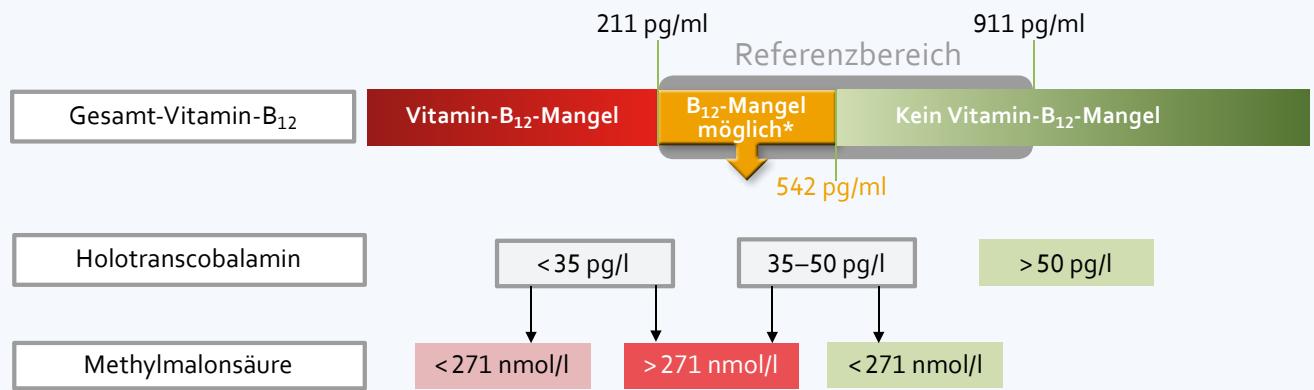 211 pg/ml
911 pg/ml
Referenzbereich
Gesamt-Vitamin-B₁₂
Vitamin-B₁₂-Mangel
B₁₂-Mangel
möglich*
Kein Vitamin-B₁₂-Mangel
542 pg/ml
Holotranscobalamin
<35 pg/l
35–50 pg/l
>50 pg/l
Methylmalonsäure
<271 nmol/l
>271 nmol/l
<271 nmol/l